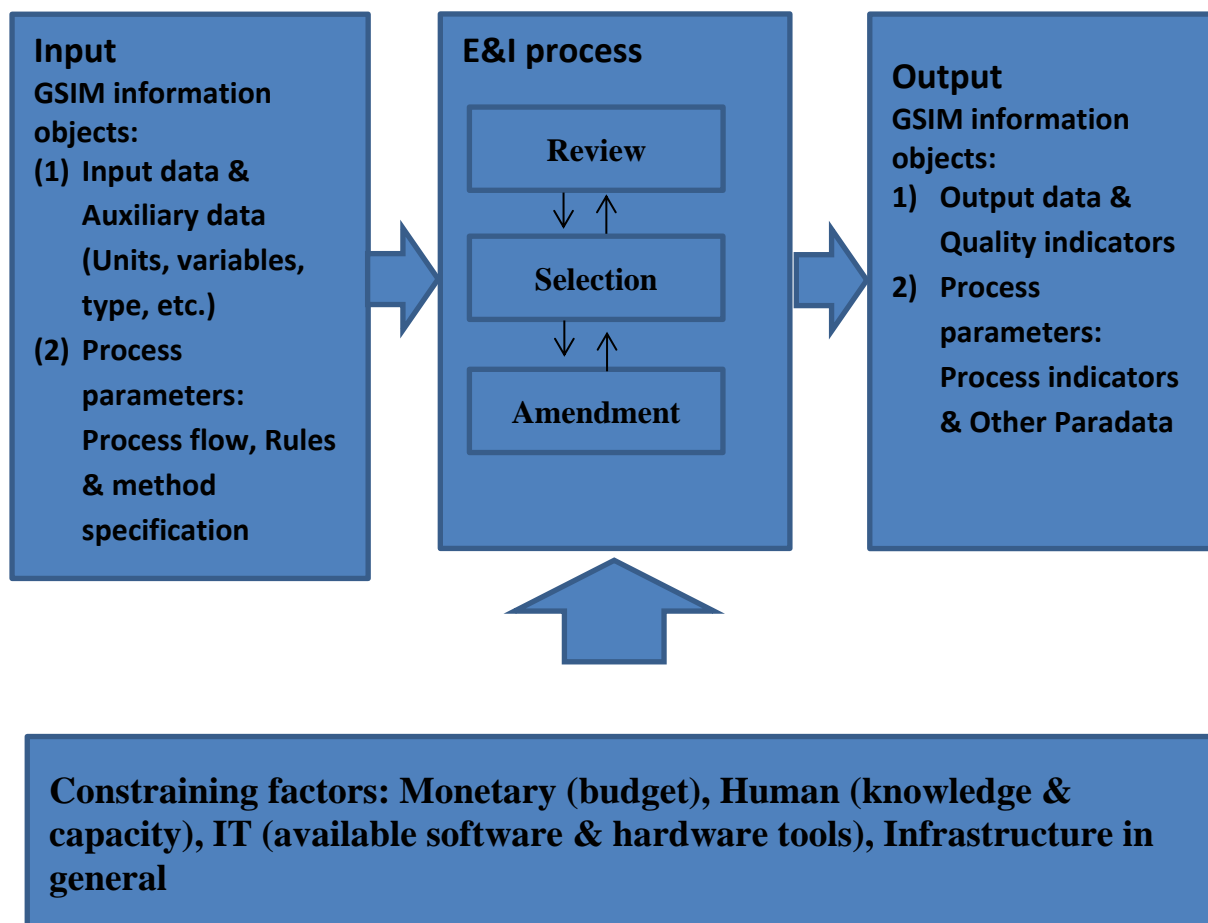 Input
GSIM information
objects:
(1) Input data &
Auxiliary data
(Units, variables,
type, etc.)
(2) Process
parameters:
Process flow, Rules
& method
specification
E&I process
Review
Selection
Amendment
Output
GSIM information
objects:
1) Output data &
Quality indicators
2) Process
parameters:
Process indicators
& Other Paradata
Constraining factors: Monetary (budget), Human (knowledge &
capacity), IT (available software & hardware tools), Infrastructure in
general